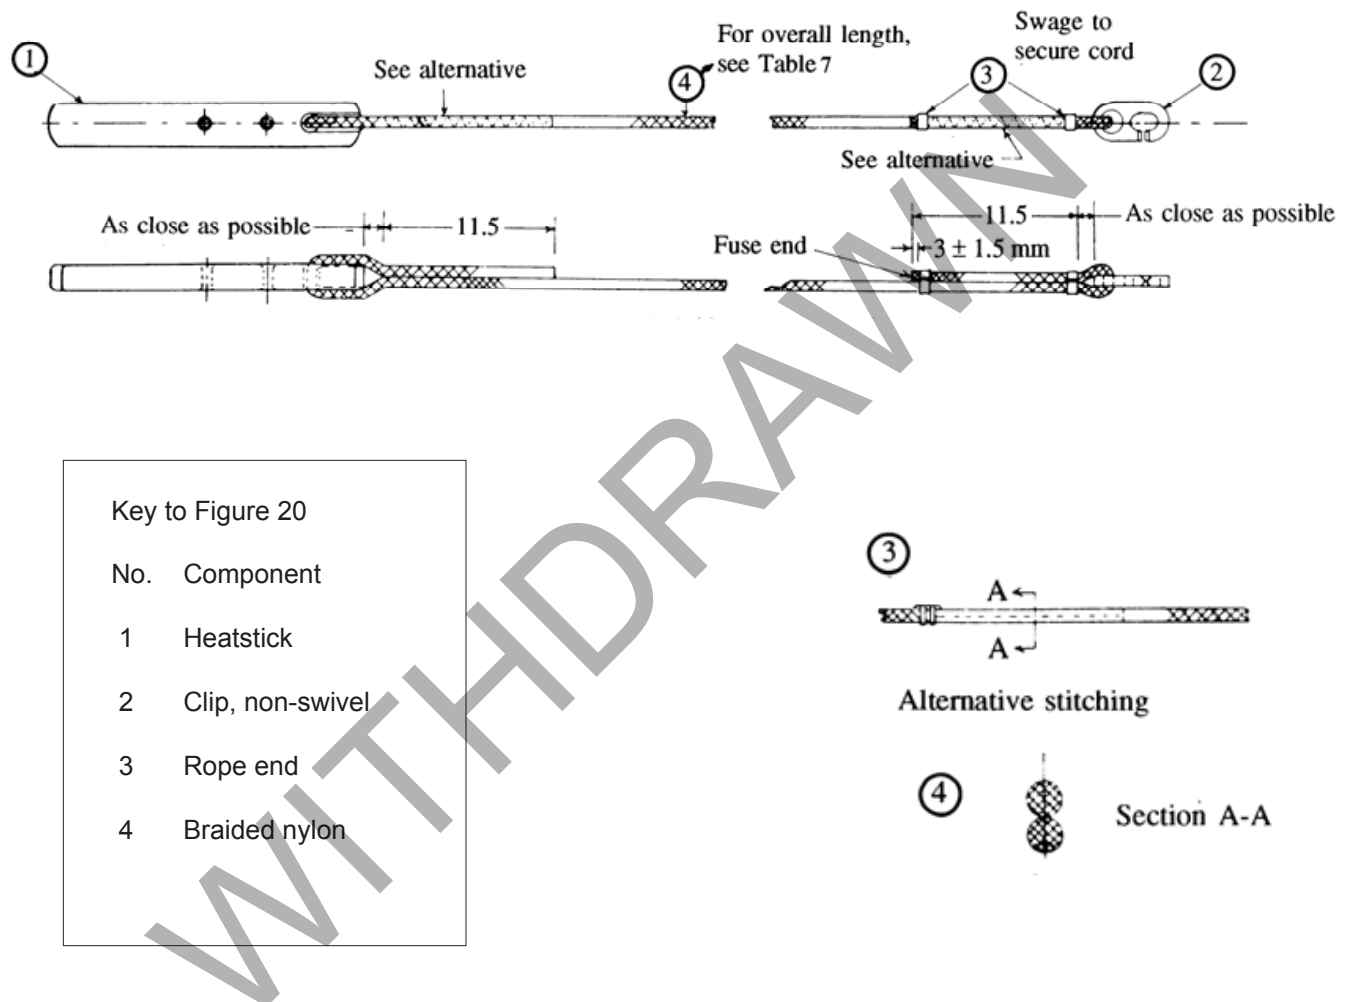 Swage to
secure cord
For overall length,
see Table 7
1
See alternative
4
3
2
See alternative
As close as possible
11.5
11.5
As close as possible
Fuse end
3 ± 1.5 mm
Key to Figure 20
No. Component
1 Heatstick
2 Clip, non-swivel
3 Rope end
4 Braided nylon
3
A
A
Alternative stitching
4
Section A-A
WITHDRAWN